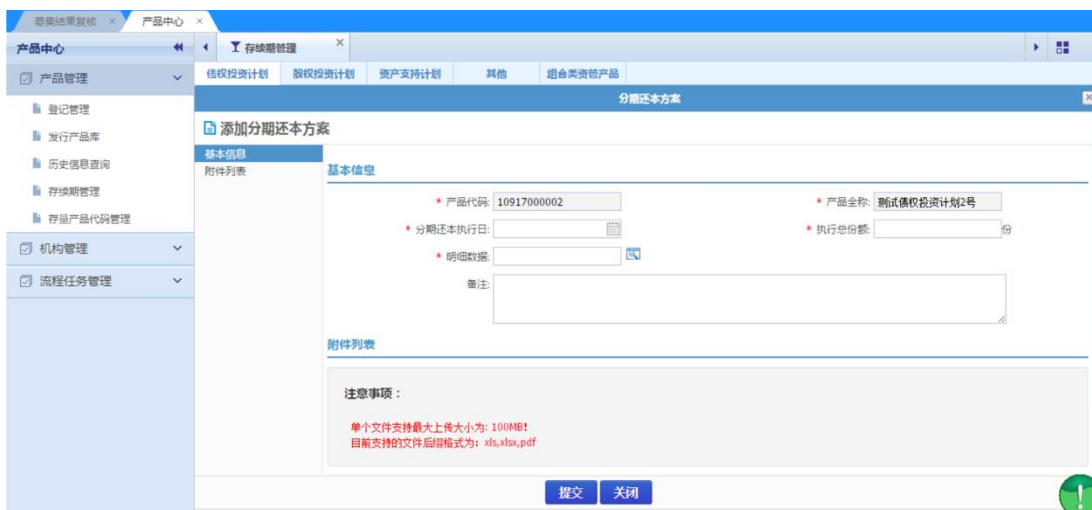 募集结果复核 × 产品中心 ×
产品中心
存续期管理 ×
产品管理
登记管理
发行产品库
历史信息查询
存续期管理
存量产品代码管理
机构管理
流程任务管理
债权投资计划 股权投资计划 资产支持计划 其他 组合类资管产品
分期还本方案
添加分期还本方案
基本信息
附件列表
基本信息
* 产品代码: 10917000002 * 产品全称: 测试债权投资计划2号
* 分期还本执行日: * 执行总份额: 份
* 明细数据:
备注:
附件列表
注意事项：
单个文件支持最大上传大小为: 100MB!
目前支持的文件后缀格式为：xls,xlsx,pdf
提交 关闭